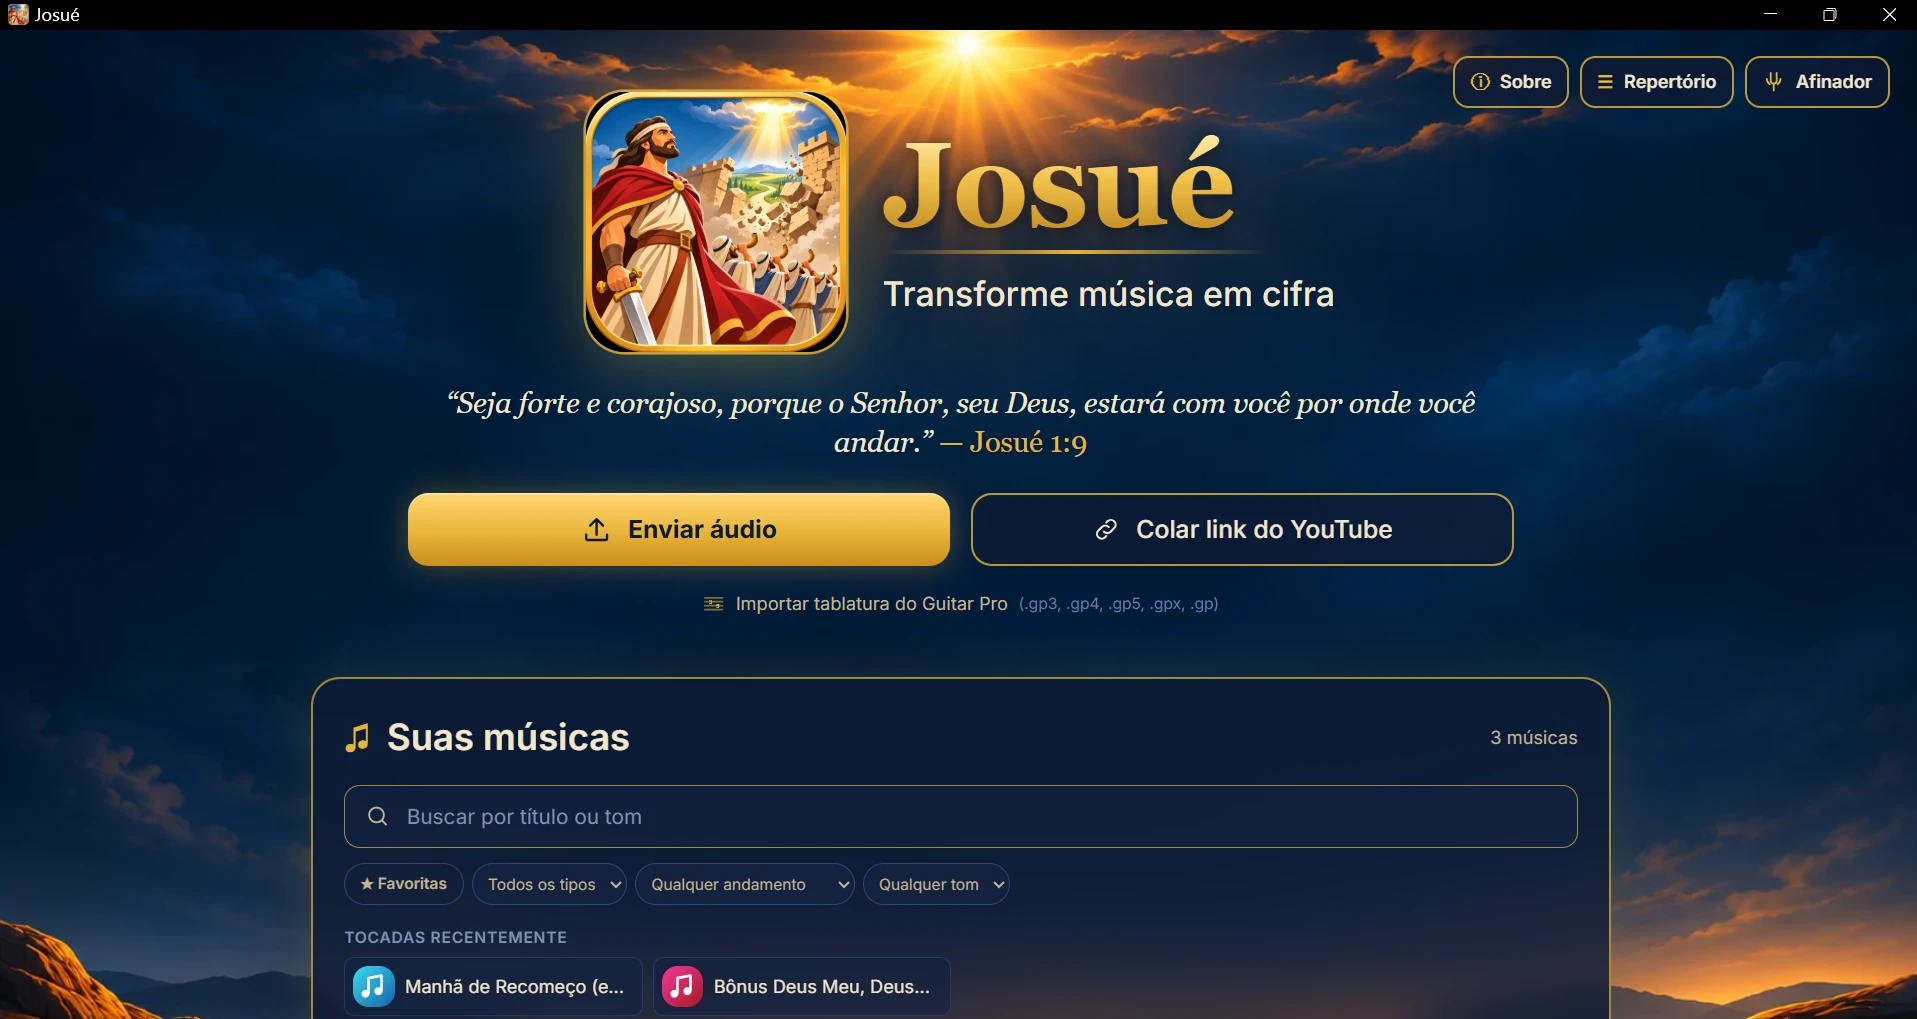 Josué
Sobre
Repertório
Afinador
Josué
Transforme música em cifra
“Seja forte e corajoso, porque o Senhor, seu Deus, estará com você por onde você
andar.” — Josué 1:9
Enviar áudio
Colar link do YouTube
Importar tablatura do Guitar Pro (.gp3, .gp4, .gp5, .gpx, .gp)
Suas músicas
3 músicas
Buscar por título ou tom
★ Favoritas
Todos os tipos
Qualquer andamento
Qualquer tom
TOCADAS RECENTEMENTE
Manhã de Recomeço (e...
Bônus Deus Meu, Deus...